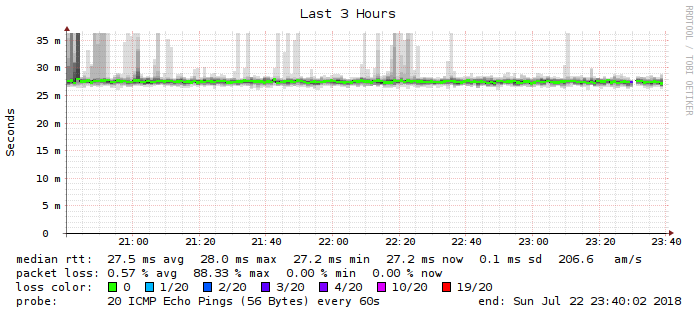 Last 3 Hours
RRDTOOL / TOBI OETIKER
Seconds
35 m
30 m
25 m
20 m
15 m
10 m
5 m
0
21:00 21:20 21:40 22:00 22:20 22:40 23:00 23:20 23:40
median rtt: 27.5 ms avg 28.0 ms max 27.2 ms min 27.2 ms now 0.1 ms sd 206.6 am/s
packet loss: 0.57 % avg 88.33 % max 0.00 % min 0.00 % now
loss color: 0 1/20 2/20 3/20 4/20 10/20 19/20
probe: 20 ICMP Echo Pings (56 Bytes) every 60s end: Sun Jul 22 23:40:02 2018